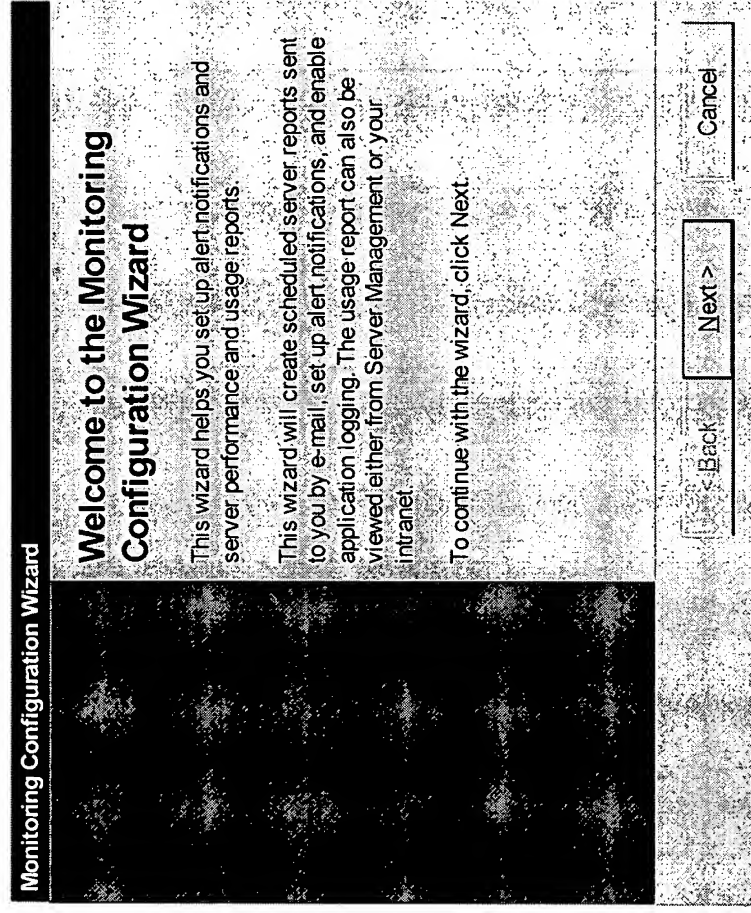 Monitoring Configuration Wizard
Welcome to the Monitoring
Configuration Wizard
This wizard helps you set up alert notifications and
server performance and usage reports.
This wizard will create scheduled server reports sent
to you by e-mail, set up alert notifications, and enable
application logging. The usage report can also be
viewed either from Server Management or your
intranet.
To continue with the wizard, click Next.
< Back
Next >
Cancel